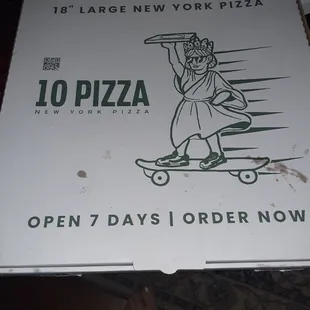 18" LARGE NEW YORK PIZZA
10 PIZZA
NEW YORK PIZZA
OPEN 7 DAYS | ORDER NOW